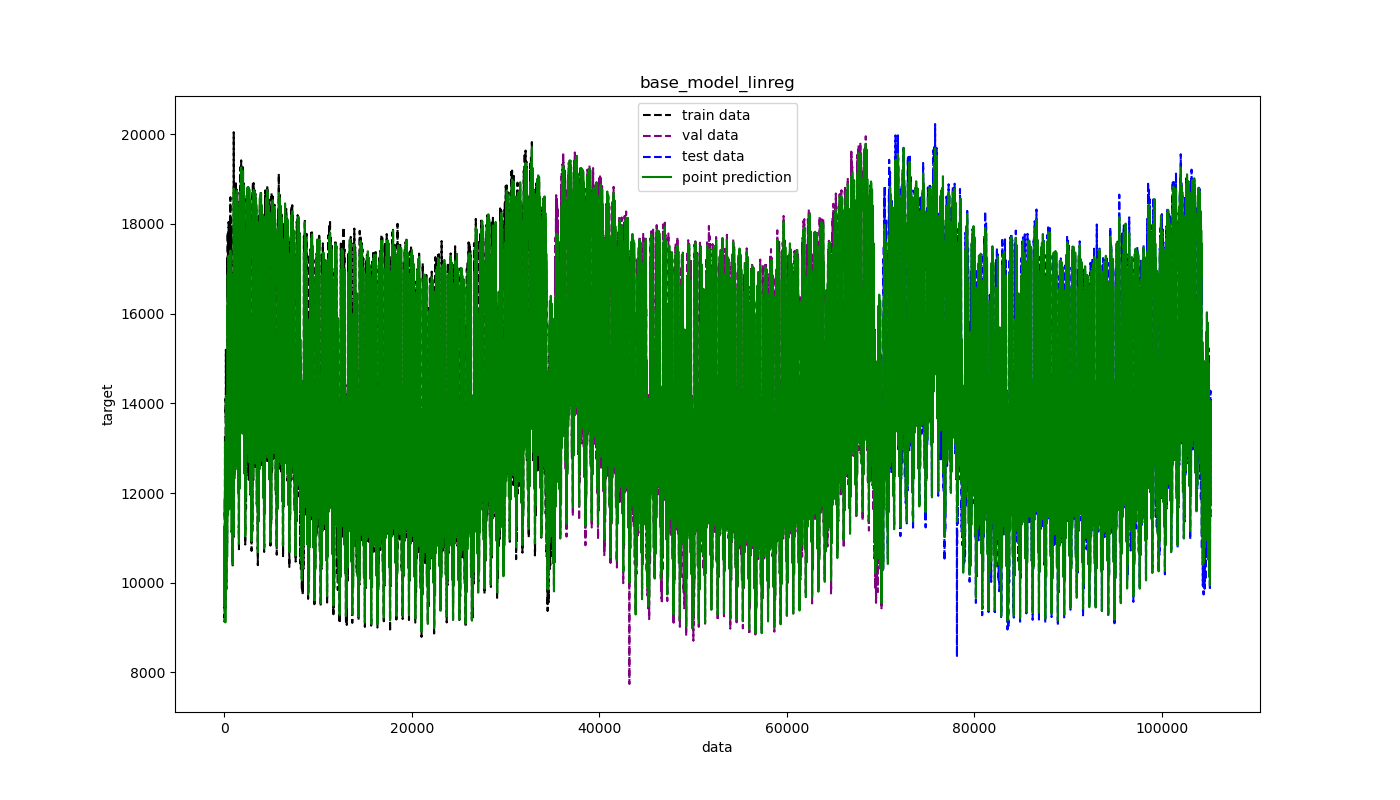 base_model_linreg
train data
val data
test data
point prediction
20000
18000
16000
14000
12000
10000
8000
target
0 20000 40000 60000 80000 100000
data